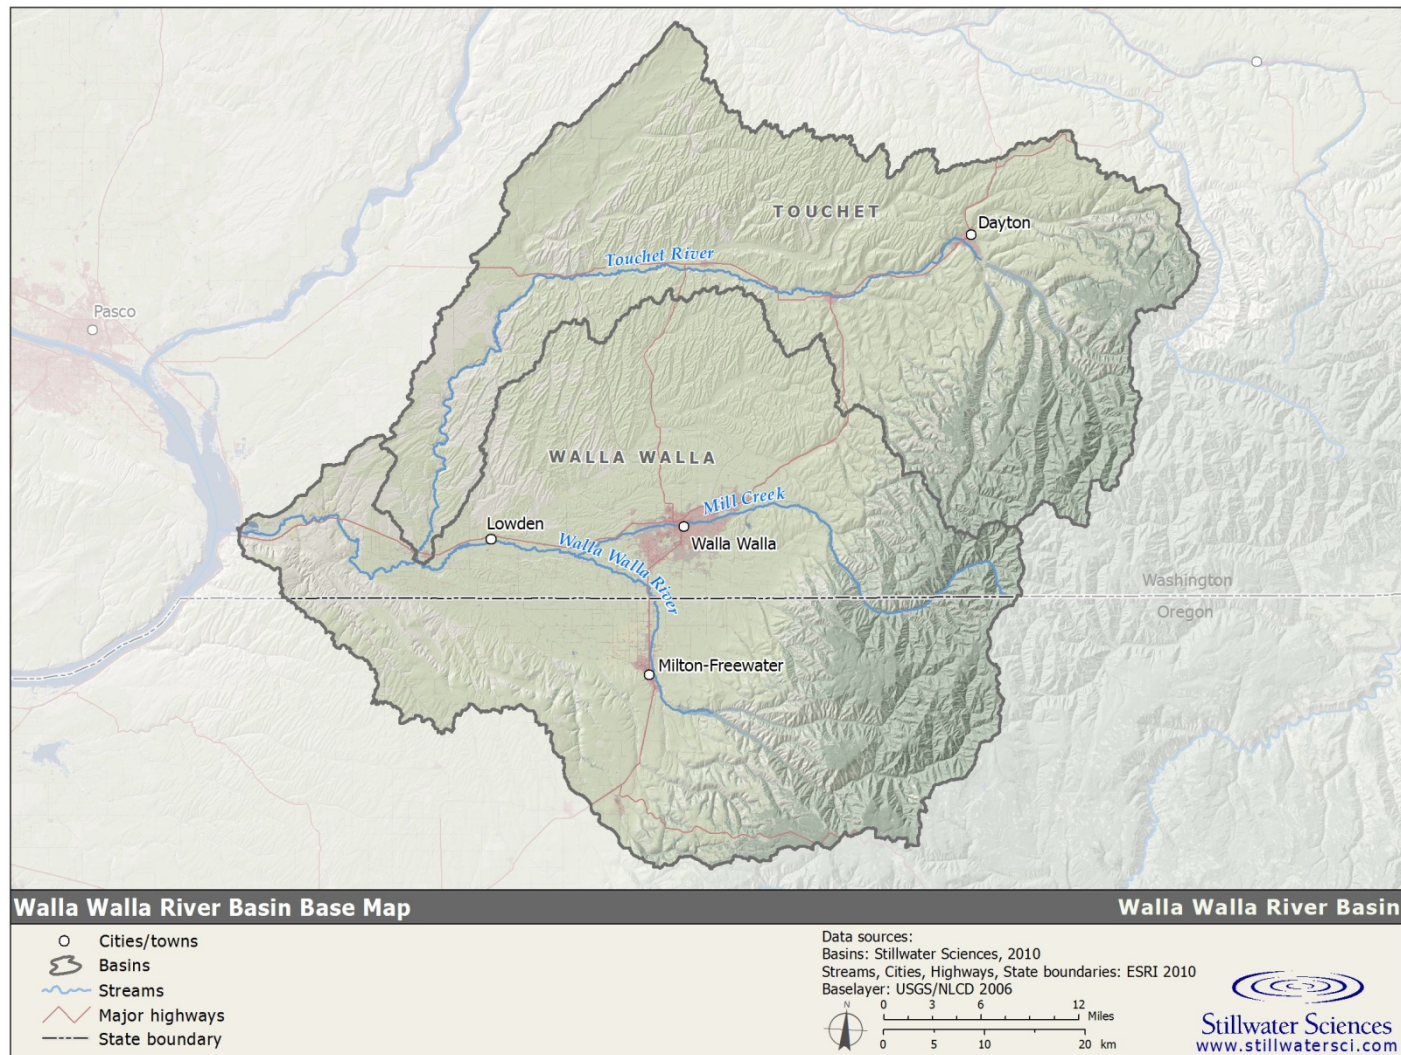 TOUCHET
Dayton
Touchet River
Pasco
WALLA WALLA
Mill Creek
Lowden
Walla Walla
Walla Walla River
Washington
Oregon
Milton-Freewater
Walla Walla River Basin Base Map
Walla Walla River Basin
Cities/towns
Basins
Streams
Major highways
State boundary
Data sources:
Basins: Stillwater Sciences, 2010
Streams, Cities, Highways, State boundaries: ESRI 2010
Baselayer: USGS/NLCD 2006
N
0 3 6 12
Miles
0 5 10 20 km
Stillwater Sciences
www.stillwatersci.com